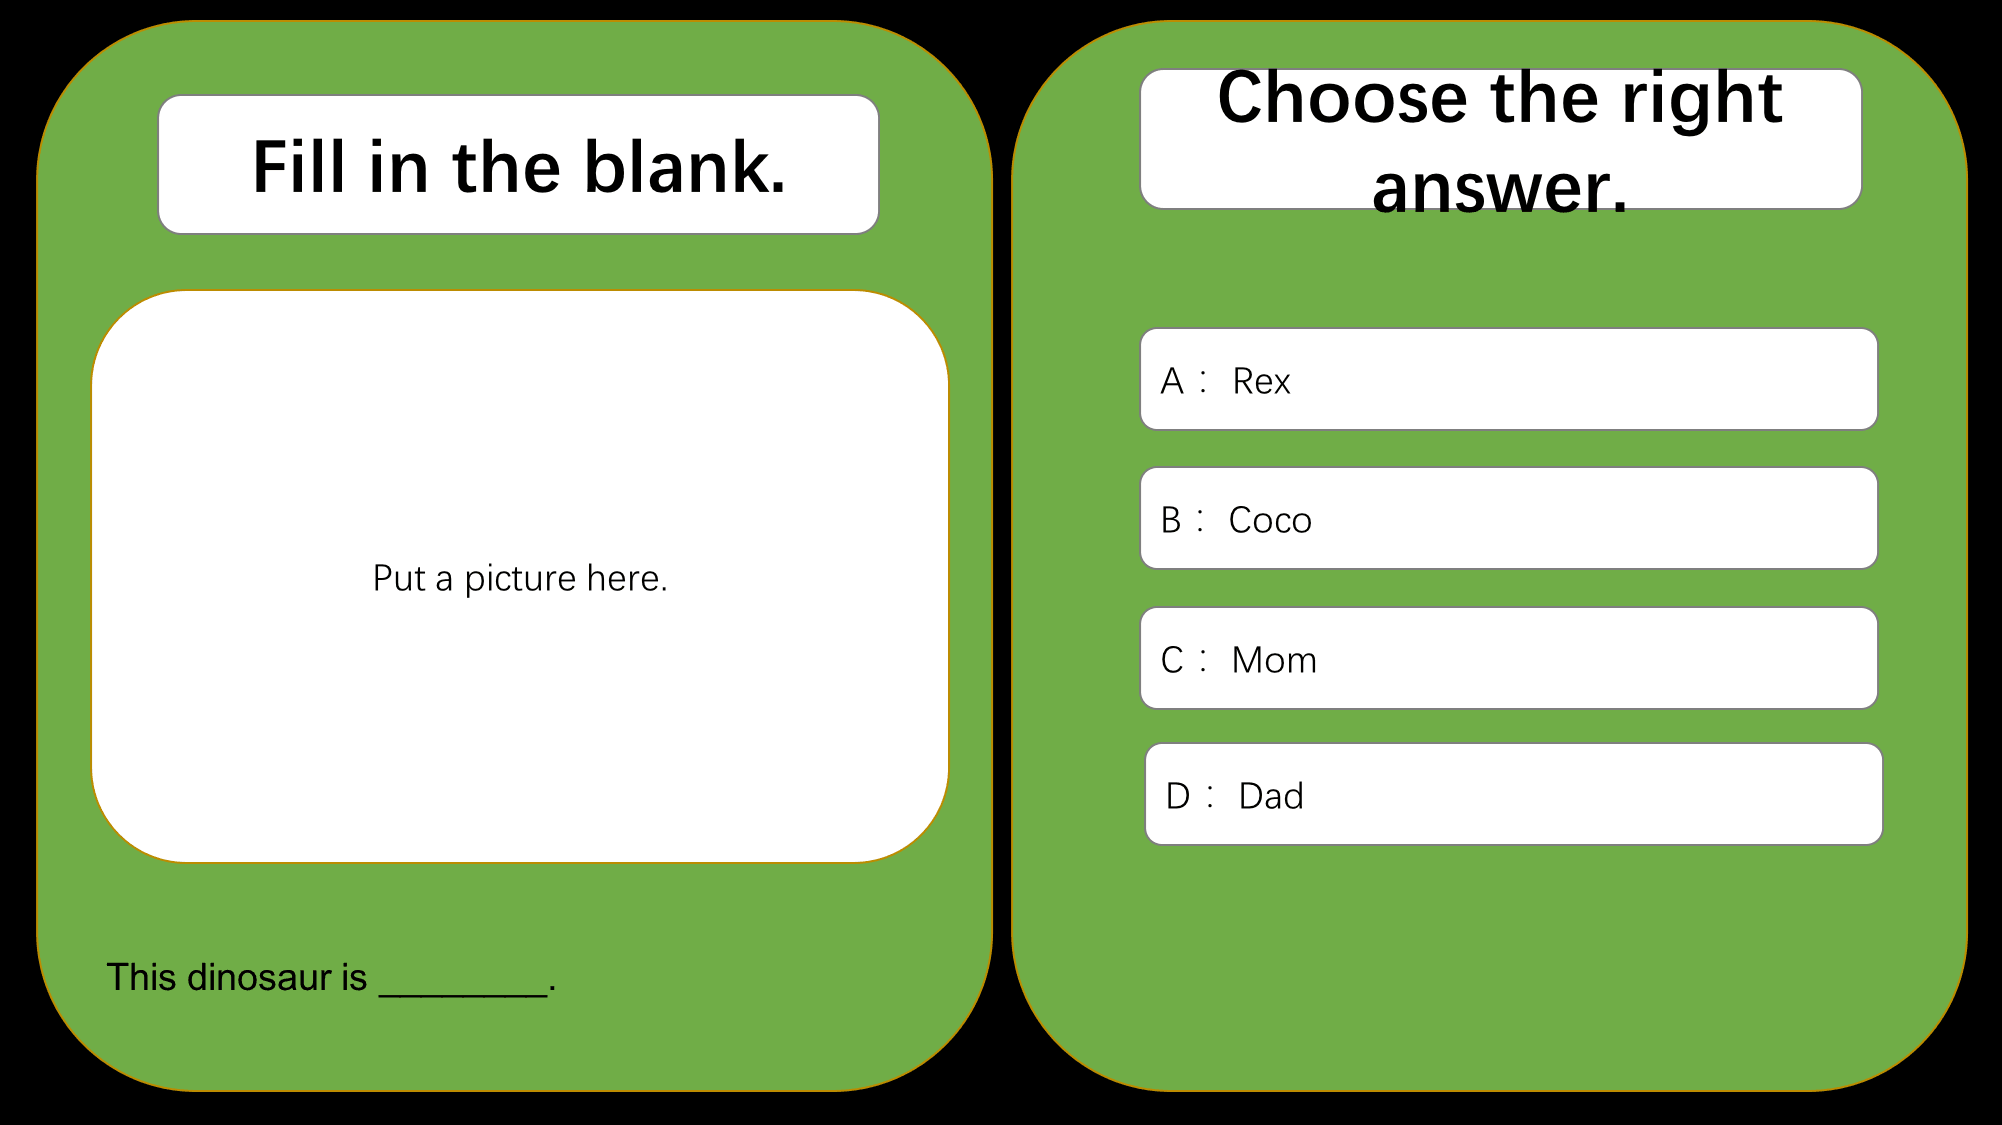 Fill in the blank.
Put a picture here.
This dinosaur is ________.
Choose the right
answer.
A： Rex
B： Coco
C： Mom
D： Dad